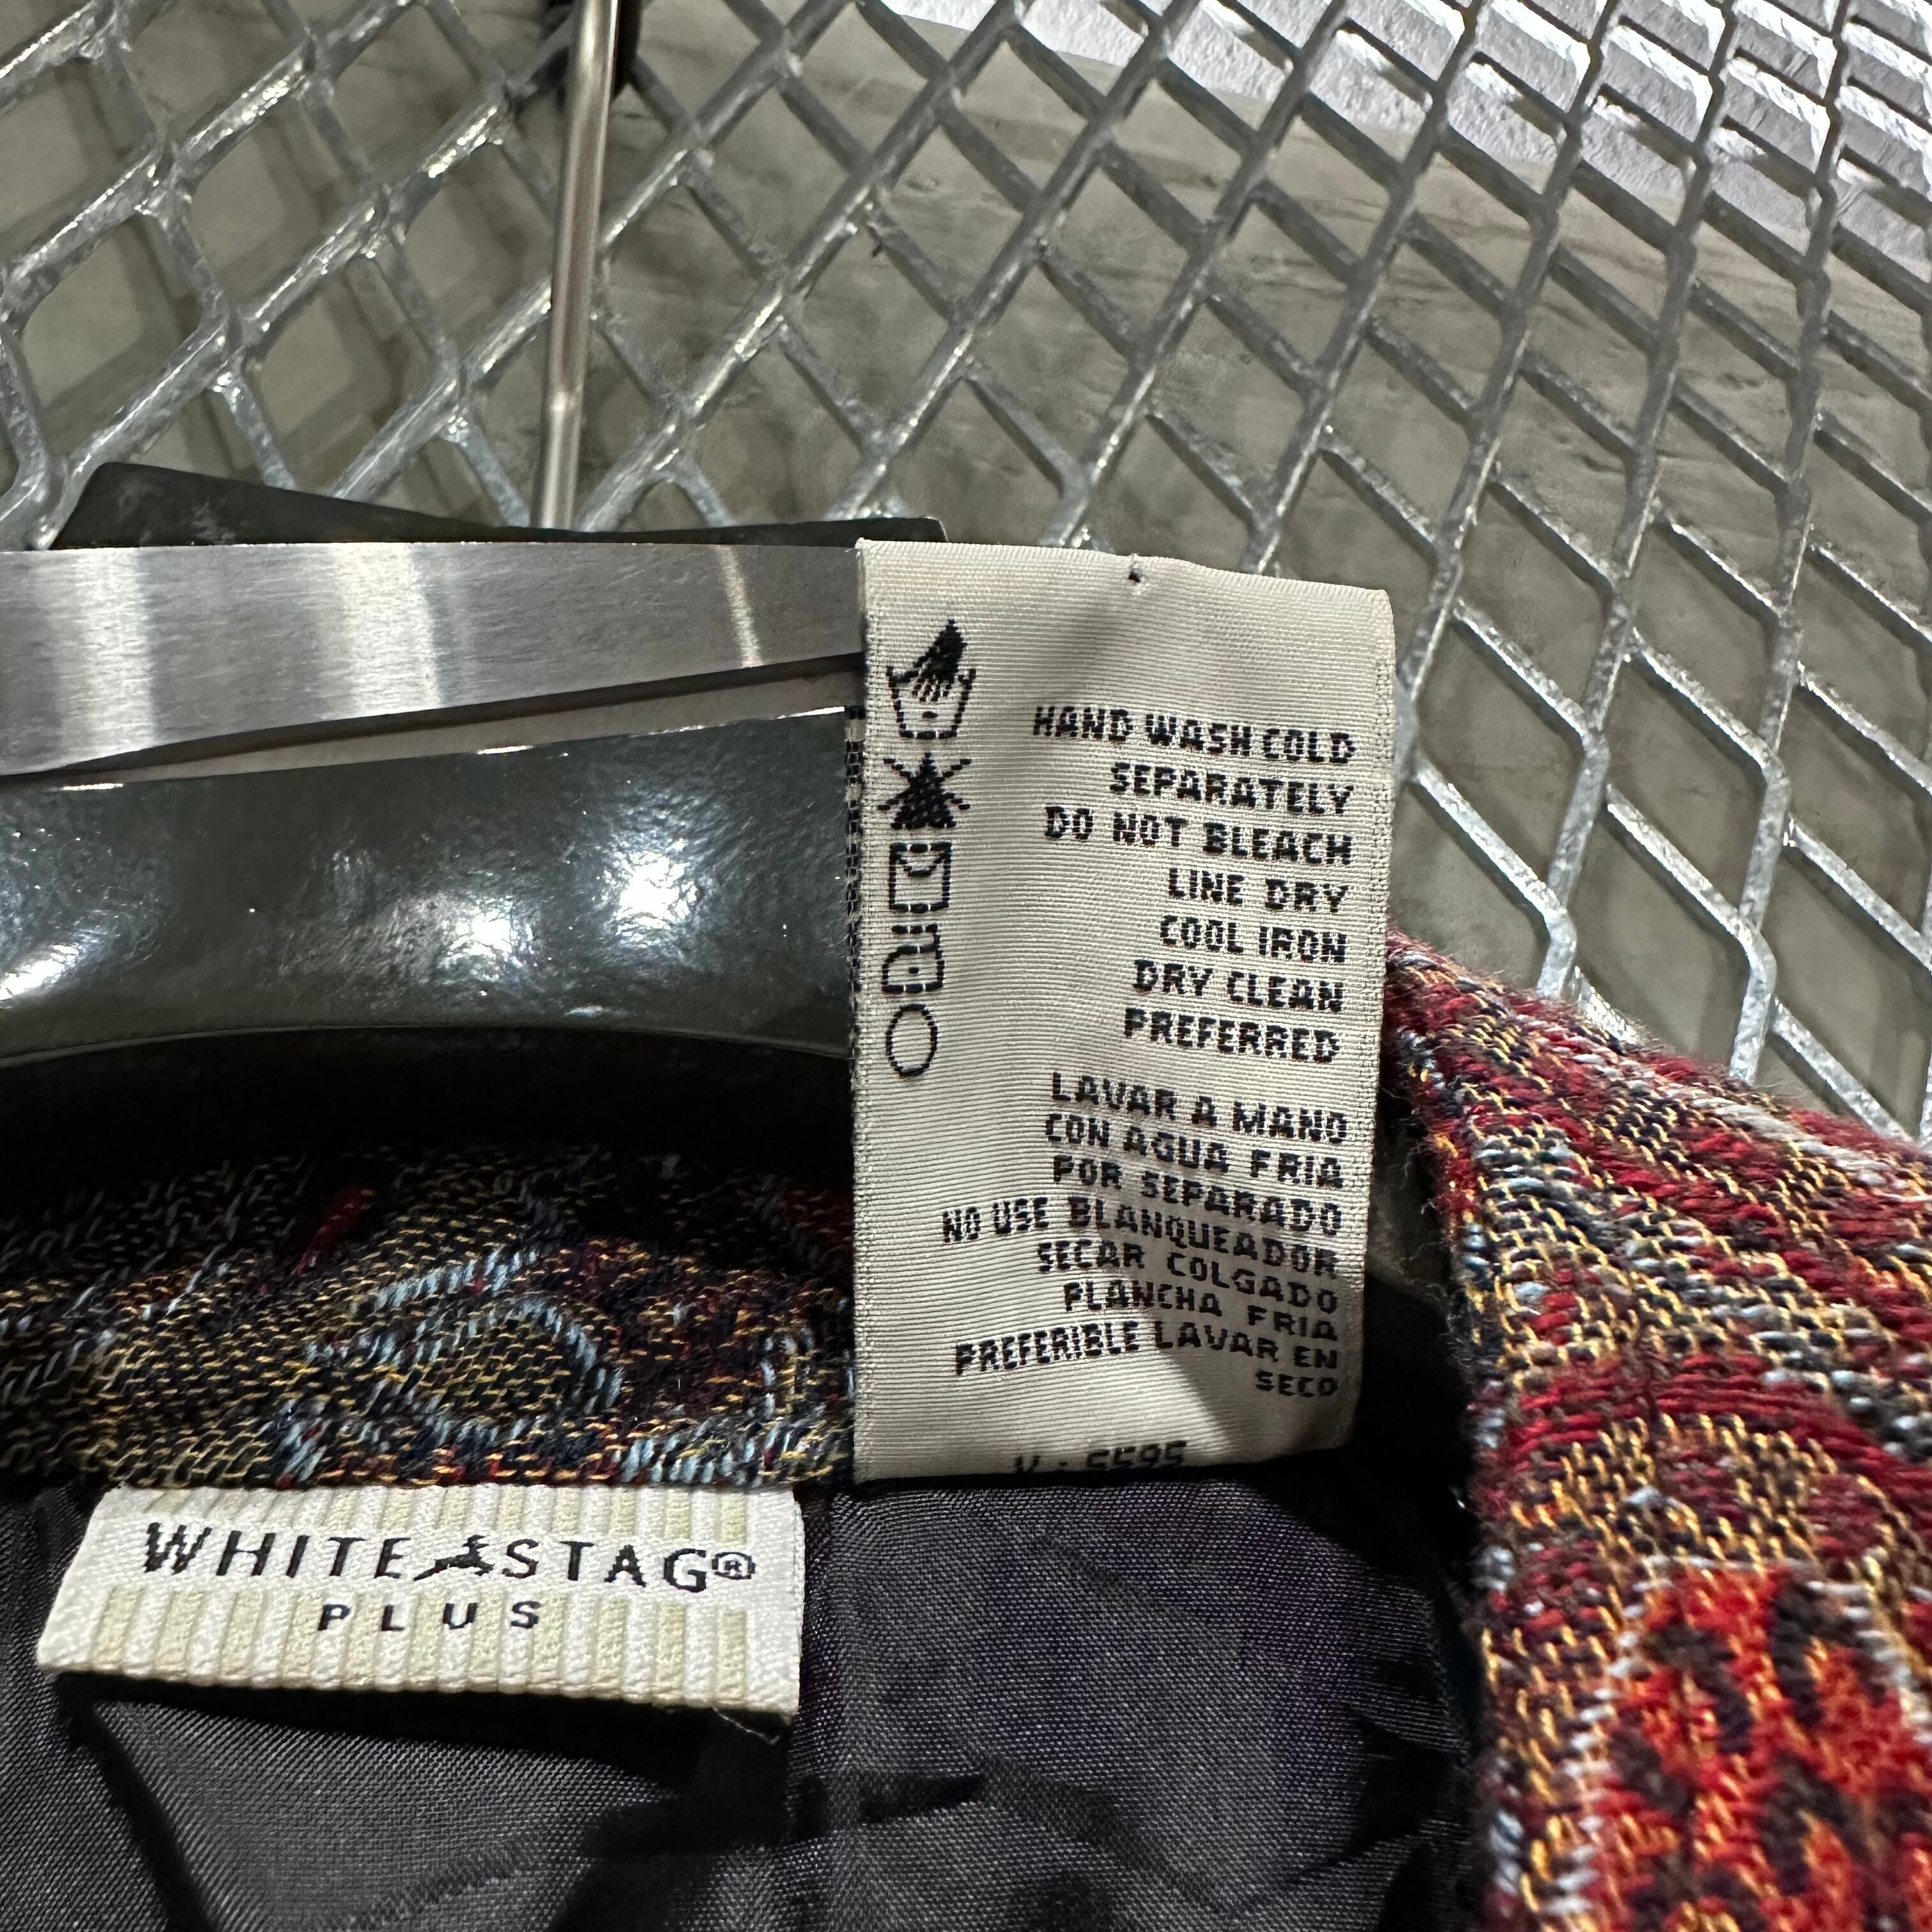 HAND WASH COLD
SEPARATELY
DO NOT BLEACH
LINE DRY
COOL IRON
DRY CLEAN
PREFERRED
LAVAR A MANO
CON AGUA FRIA
POR SEPARADO
NO USE BLANQUEADOR
SECAR COLGADO
PLANCHA FRIA
PREFERIBLE LAVAR EN
SECO
WHITE STAG®
PLUS